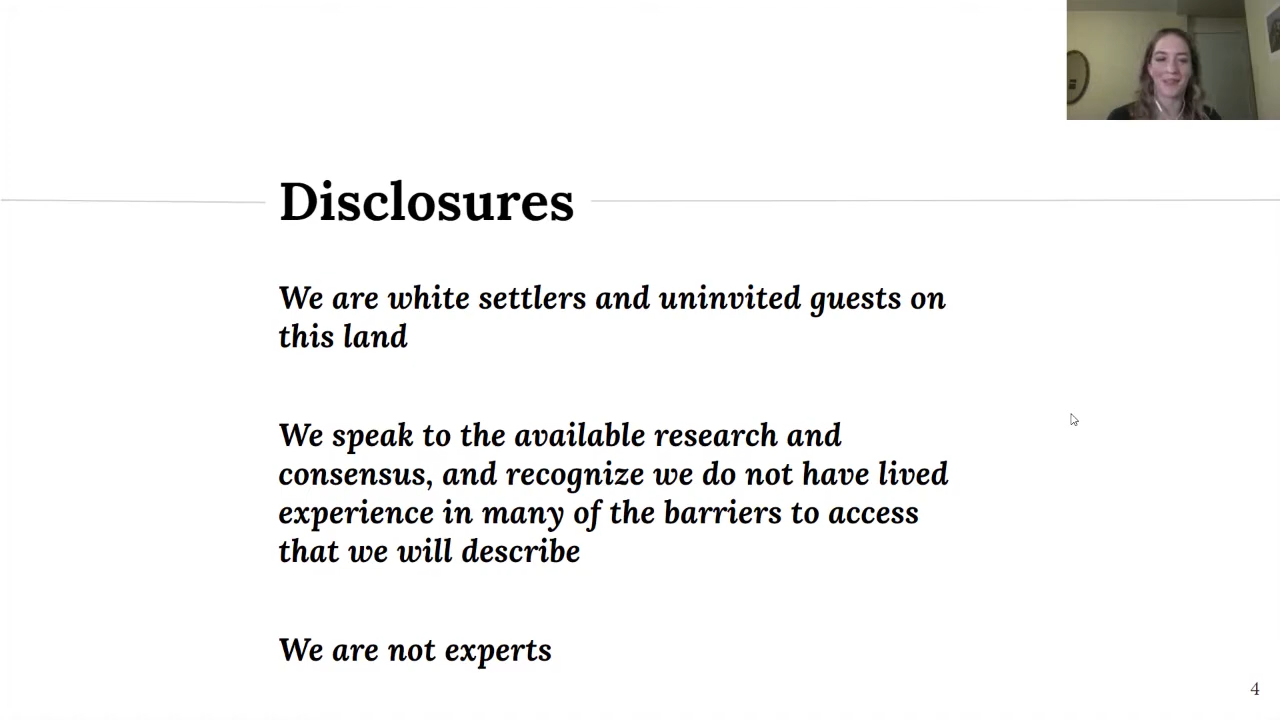 Disclosures
We are white settlers and uninvited guests on
this land
We speak to the available research and
consensus, and recognize we do not have lived
experience in many of the barriers to access
that we will describe
We are not experts
4